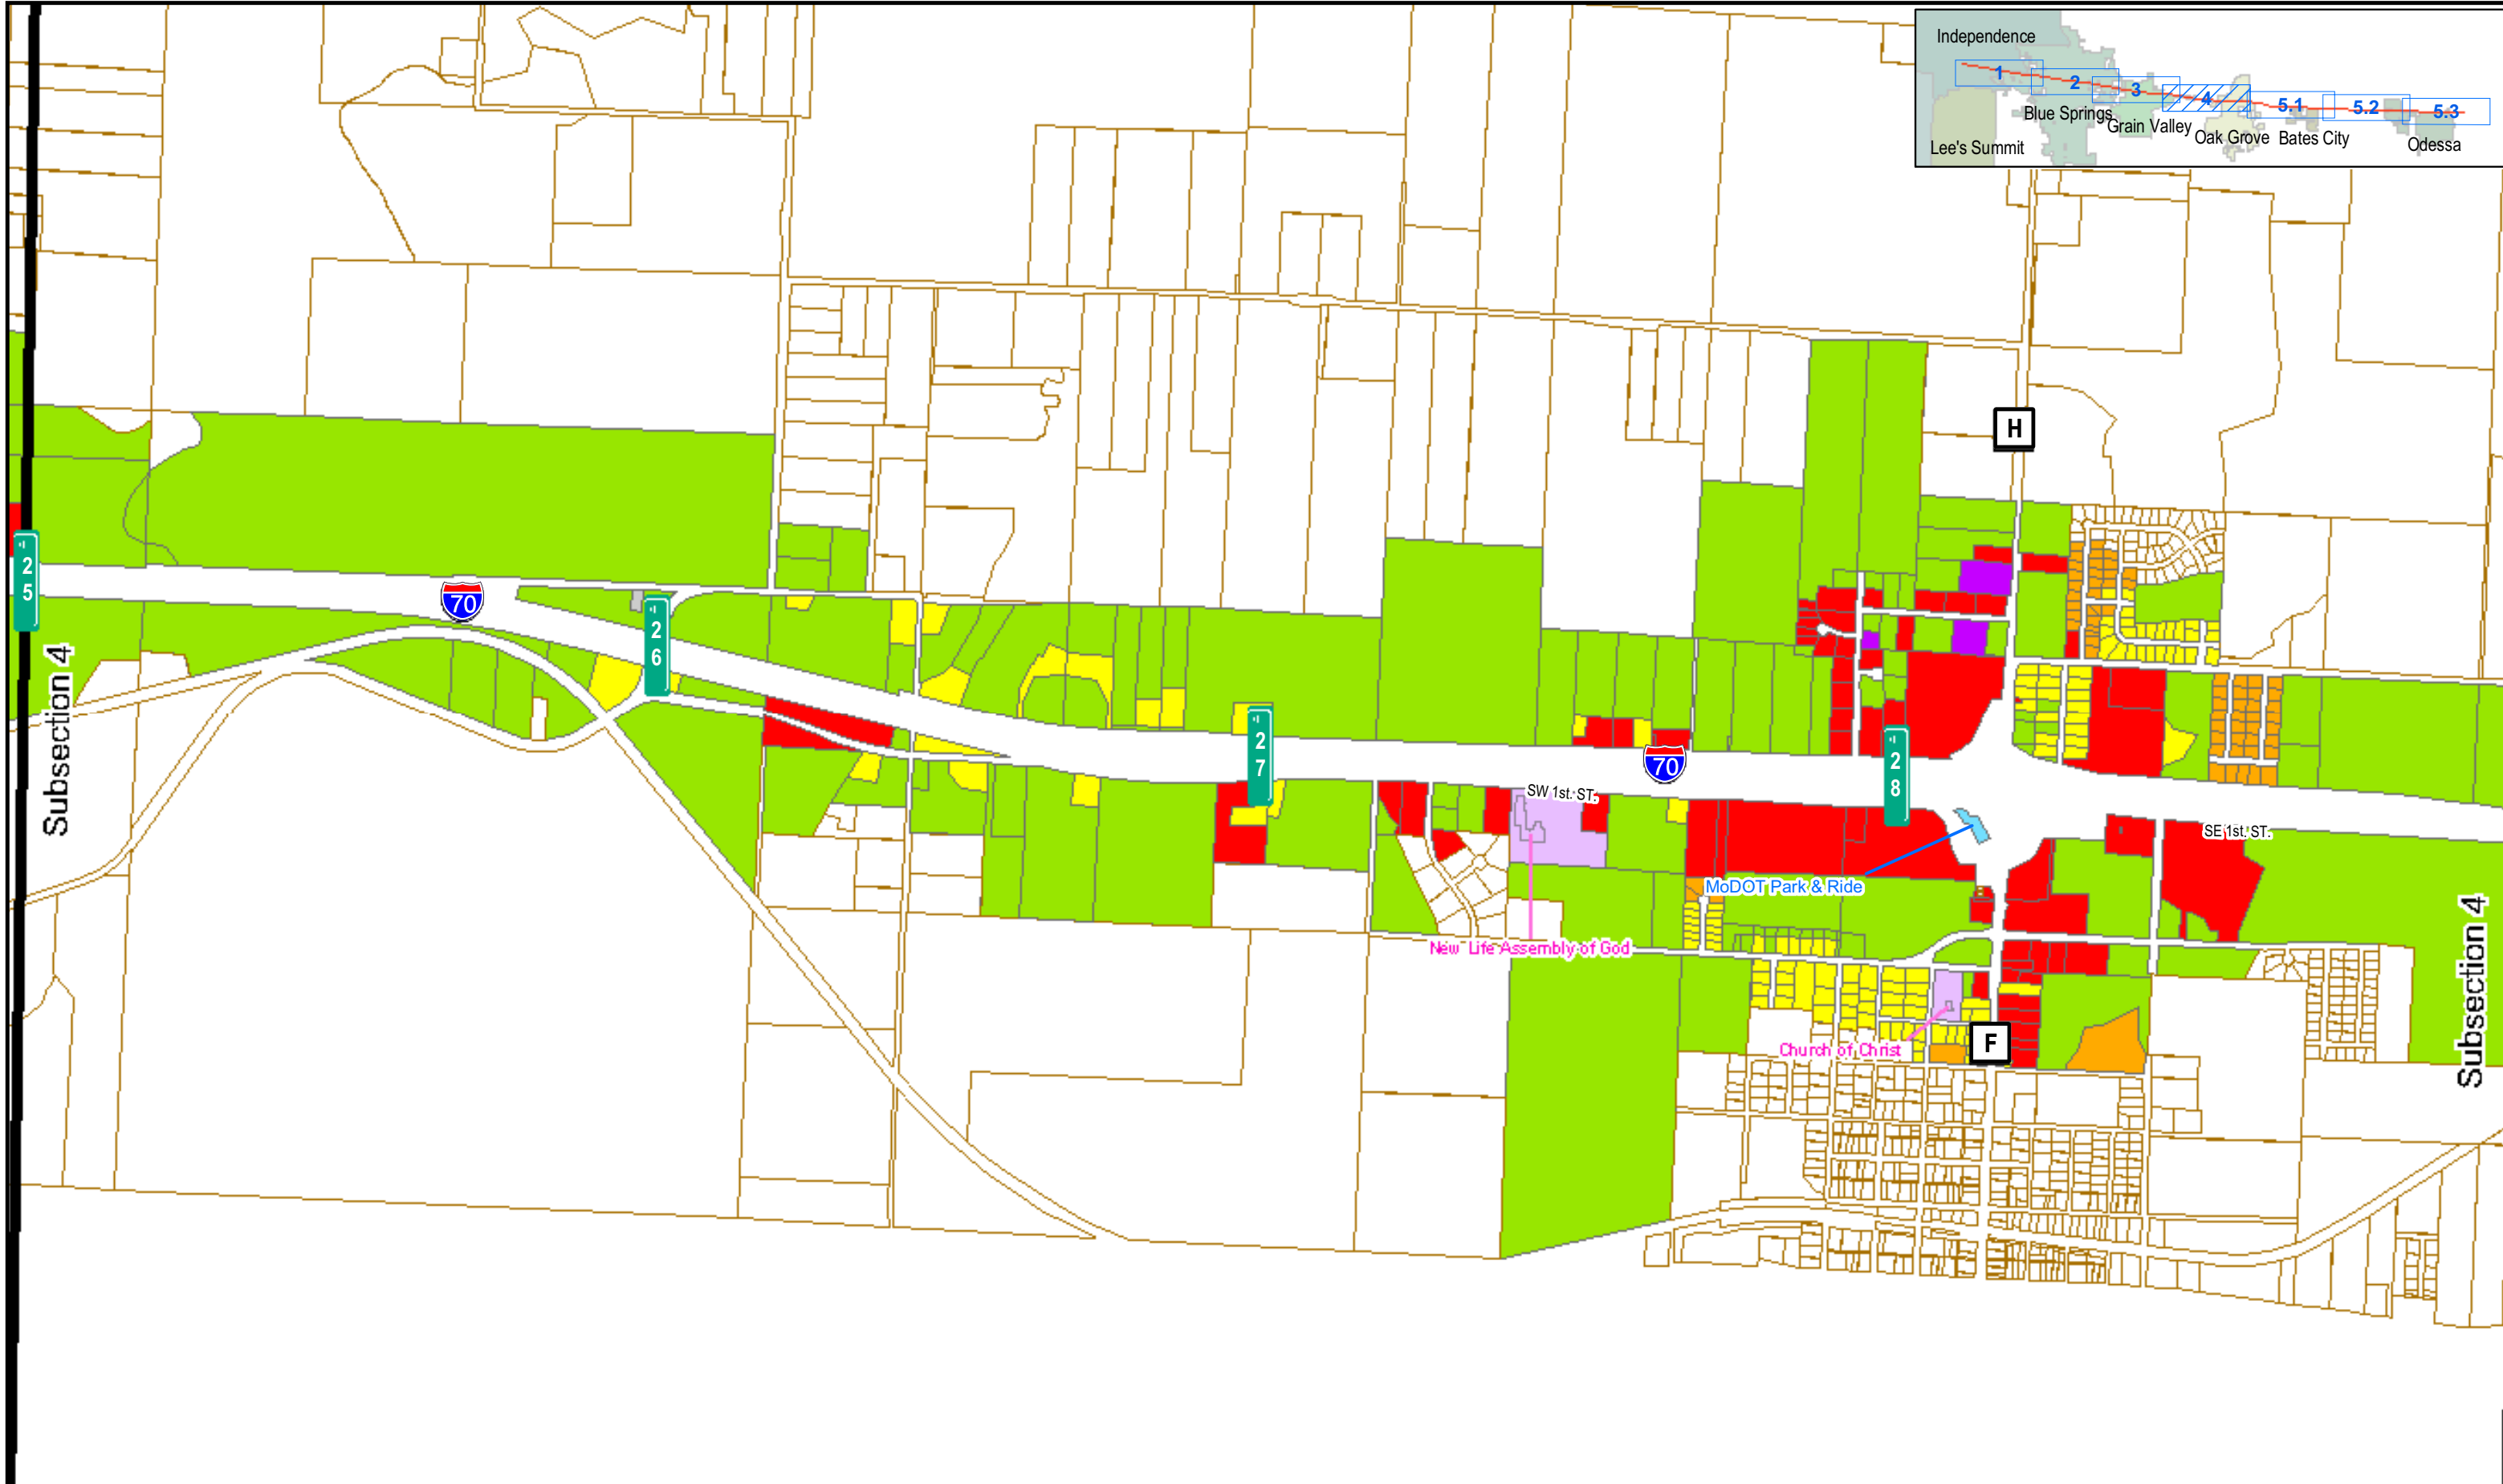 Independence
1
2
3
4
5.1
5.2
5.3
Blue Springs
Grain Valley
Oak Grove
Bates City
Odessa
Lee's Summit
H
25
70
26
27
70
28
SW 1st. ST.
SE 1st. ST.
MoDOT Park & Ride
New Life Assembly of God
Church of Christ
F
Subsection 4
Subsection 4